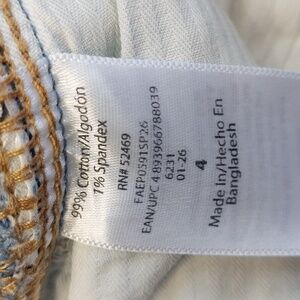 99% Cotton/Algodón
1% Spandex
RN# 52469
FAEP0591SP26
EAN/UPC 4893966788039
6231
01-26
4
Made in/Hecho En
Bangladesh